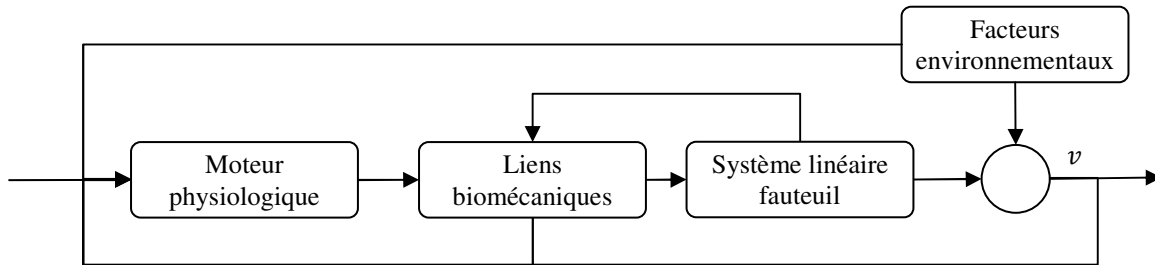 Facteurs
environnementaux
Moteur
physiologique
Liens
biomécaniques
Système linéaire
fauteuil
v